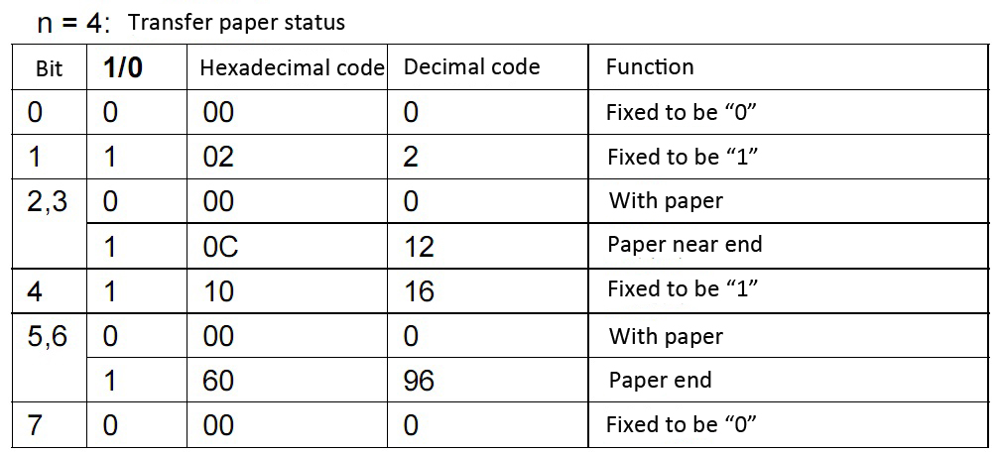 n = 4: Transfer paper status
Bit 1/0 Hexadecimal code Decimal code Function
0 0 00 0 Fixed to be “0”
1 1 02 2 Fixed to be “1”
2,3 0 00 0 With paper
1 0C 12 Paper near end
4 1 10 16 Fixed to be “1”
5,6 0 00 0 With paper
1 60 96 Paper end
7 0 00 0 Fixed to be “0”